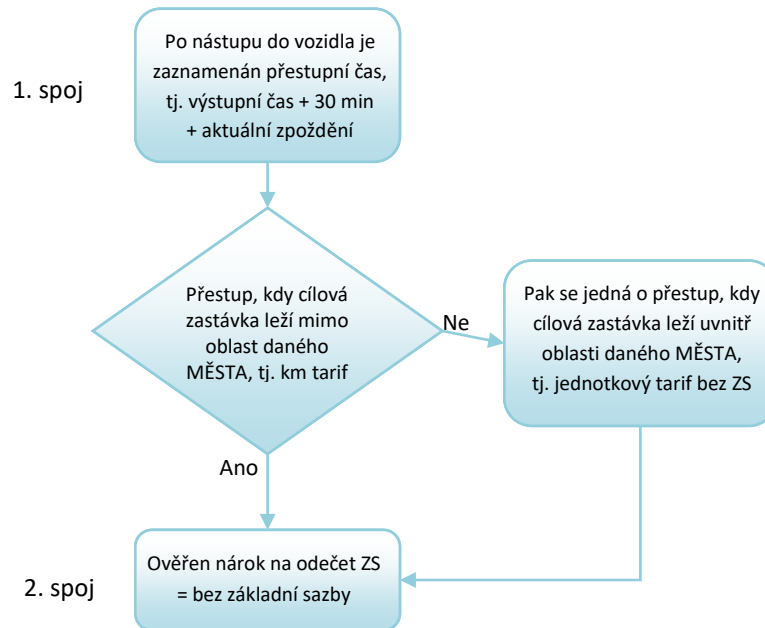 1. spoj
Po nástupu do vozidla je
zaznamenán přestupní čas,
tj. výstupní čas + 30 min
+ aktuální zpoždění
Přestup, kdy cílová
zastávka leží mimo
oblast daného
MĚSTA, tj. km tarif
Ne
Pak se jedná o přestup, kdy
cílová zastávka leží uvnitř
oblasti daného MĚSTA,
tj. jednotkový tarif bez ZS
Ano
2. spoj
Ověřen nárok na odečet ZS
= bez základní sazby